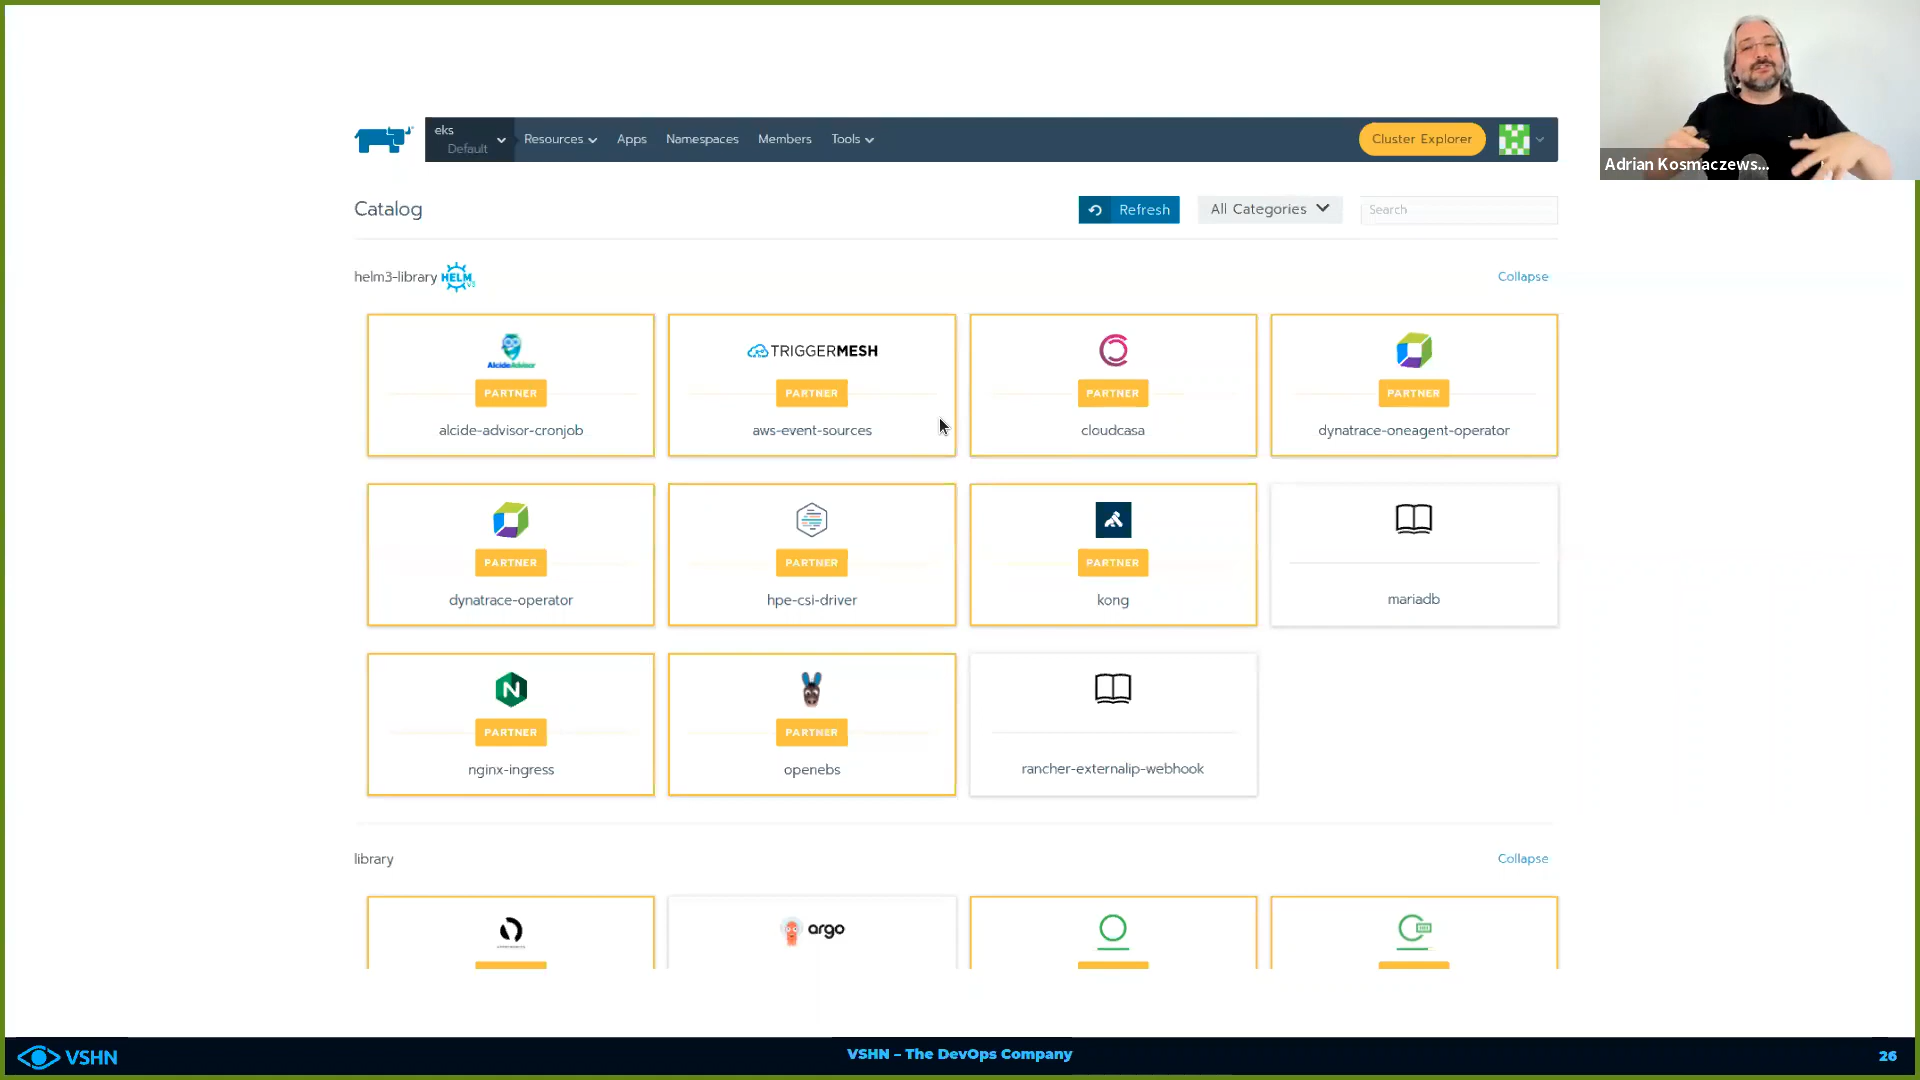 Adrian Kosmaczews...
eks
Default
Resources
Apps
Namespaces
Members
Tools
Cluster Explorer
Catalog
Refresh
All Categories
Search
helm3-library
HELM
Collapse
AlcideAdvisor
TRIGGERMESH
PARTNER
PARTNER
PARTNER
PARTNER
alcide-advisor-cronjob
aws-event-sources
cloudcasa
dynatrace-oneagent-operator
PARTNER
PARTNER
PARTNER
dynatrace-operator
hpe-csi-driver
kong
mariadb
N
PARTNER
PARTNER
nginx-ingress
openebs
rancher-externalip-webhook
library
Collapse
argo
VSHN
VSHN – The DevOps Company
26